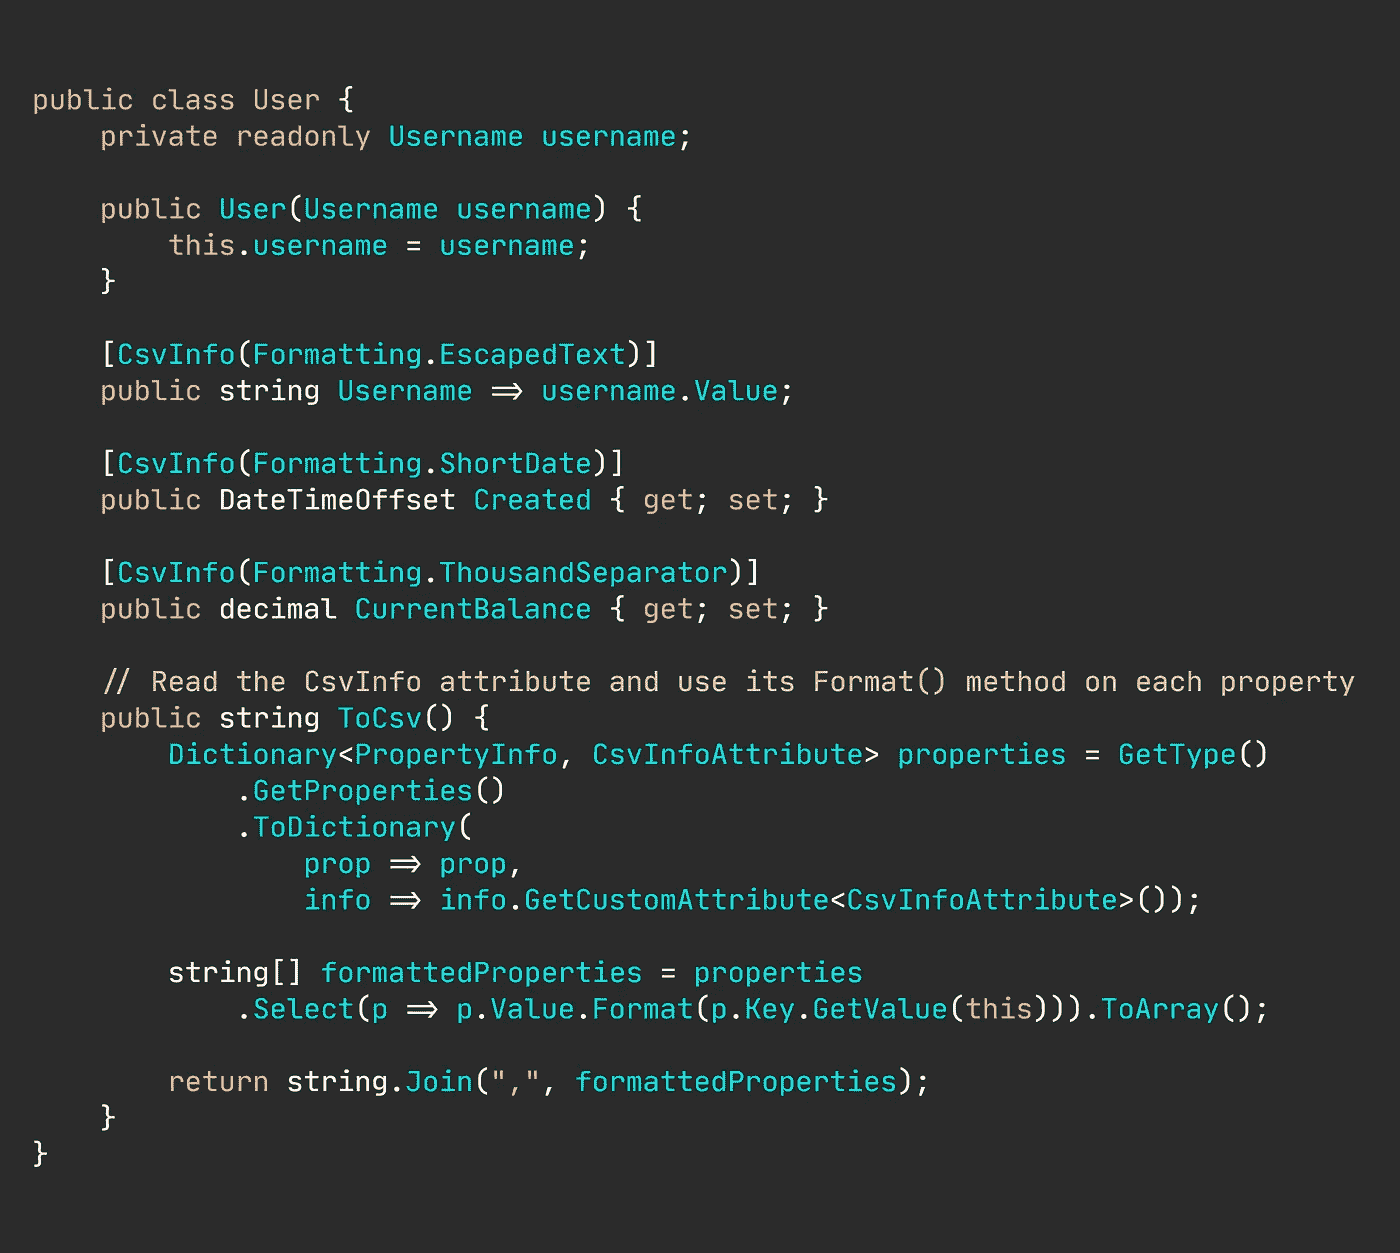 public class User {
    private readonly Username username;

    public User(Username username) {
        this.username = username;
    }

    [CsvInfo(Formatting.EscapedText)]
    public string Username => username.Value;

    [CsvInfo(Formatting.ShortDate)]
    public DateTimeOffset Created { get; set; }

    [CsvInfo(Formatting.ThousandSeparator)]
    public decimal CurrentBalance { get; set; }

    // Read the CsvInfo attribute and use its Format() method on each property
    public string ToCsv() {
        Dictionary<PropertyInfo, CsvInfoAttribute> properties = GetType()
            .GetProperties()
            .ToDictionary(
                prop => prop,
                info => info.GetCustomAttribute<CsvInfoAttribute>());

        string[] formattedProperties = properties
            .Select(p => p.Value.Format(p.Key.GetValue(this))).ToArray();

        return string.Join(",", formattedProperties);
    }
}